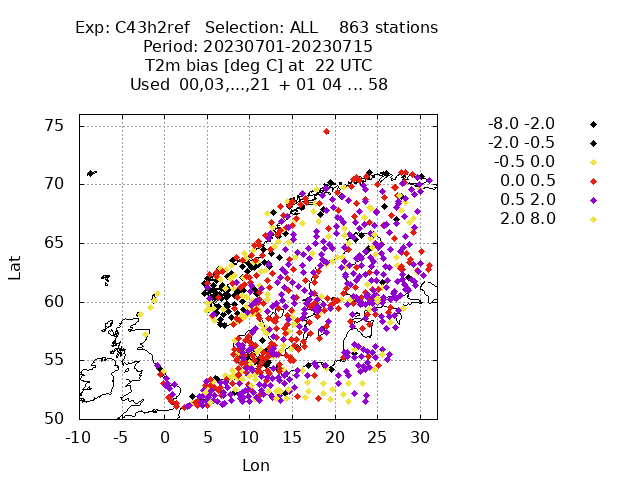 Exp: C43h2ref   Selection: ALL    863 stations
Period: 20230701-20230715
T2m bias [deg C] at  22 UTC
Used  00,03,...,21  + 01 04 ... 58
-8.0 -2.0
-2.0 -0.5
-0.5 0.0
0.0 0.5
0.5 2.0
2.0 8.0
75
70
65
60
55
50
Lat
-10 -5 0 5 10 15 20 25 30
Lon